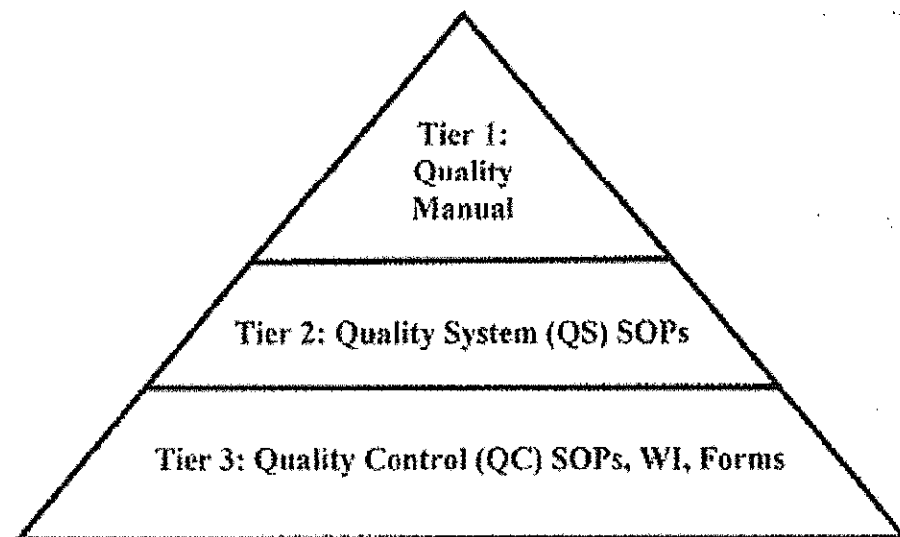 Tier 1:
Quality
Manual
Tier 2: Quality System (QS) SOPs
Tier 3: Quality Control (QC) SOPs, WI, Forms